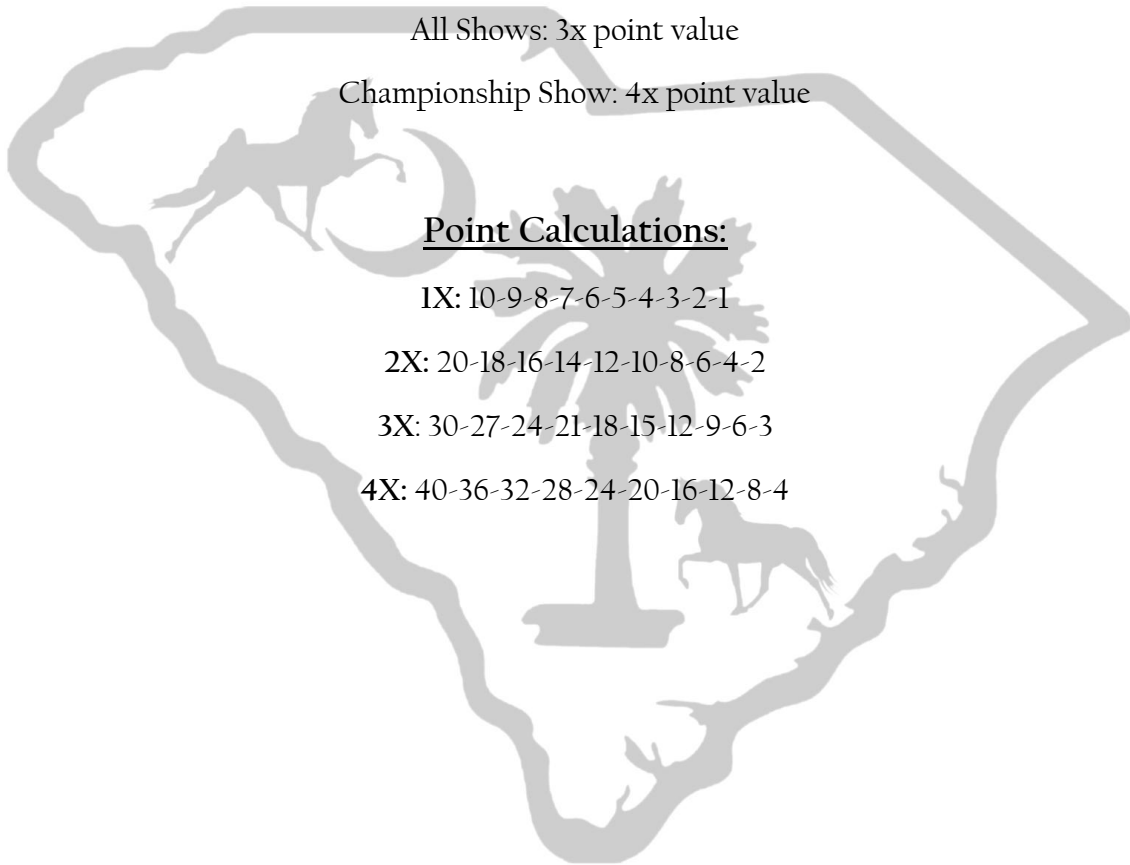 All Shows: 3x point value
Championship Show: 4x point value
Point Calculations:
1X: 10-9-8-7-6-5-4-3-2-1
2X: 20-18-16-14-12-10-8-6-4-2
3X: 30-27-24-21-18-15-12-9-6-3
4X: 40-36-32-28-24-20-16-12-8-4